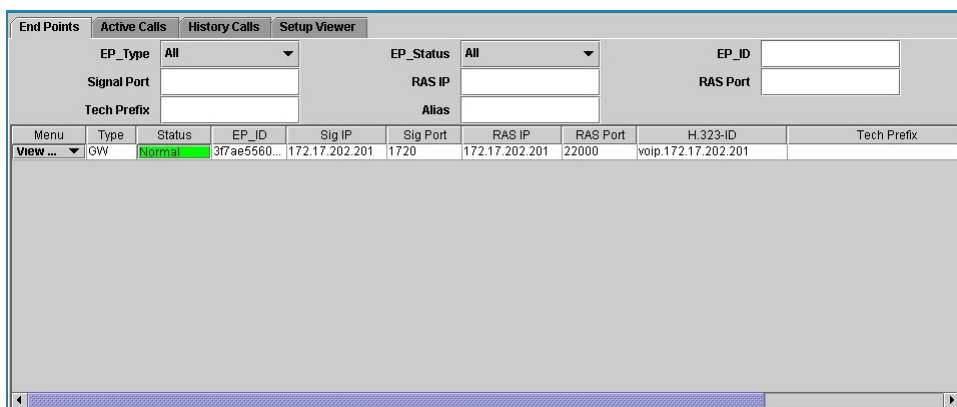 End Points Active Calls History Calls Setup Viewer
EP_Type All EP_Status All EP_ID
Signal Port RAS IP RAS Port
Tech Prefix Alias
Menu Type Status EP_ID Sig IP Sig Port RAS IP RAS Port H.323-ID Tech Prefix
View ... GW Normal 3f7ae5560... 172.17.202.201 1720 172.17.202.201 22000 voip.172.17.202.201